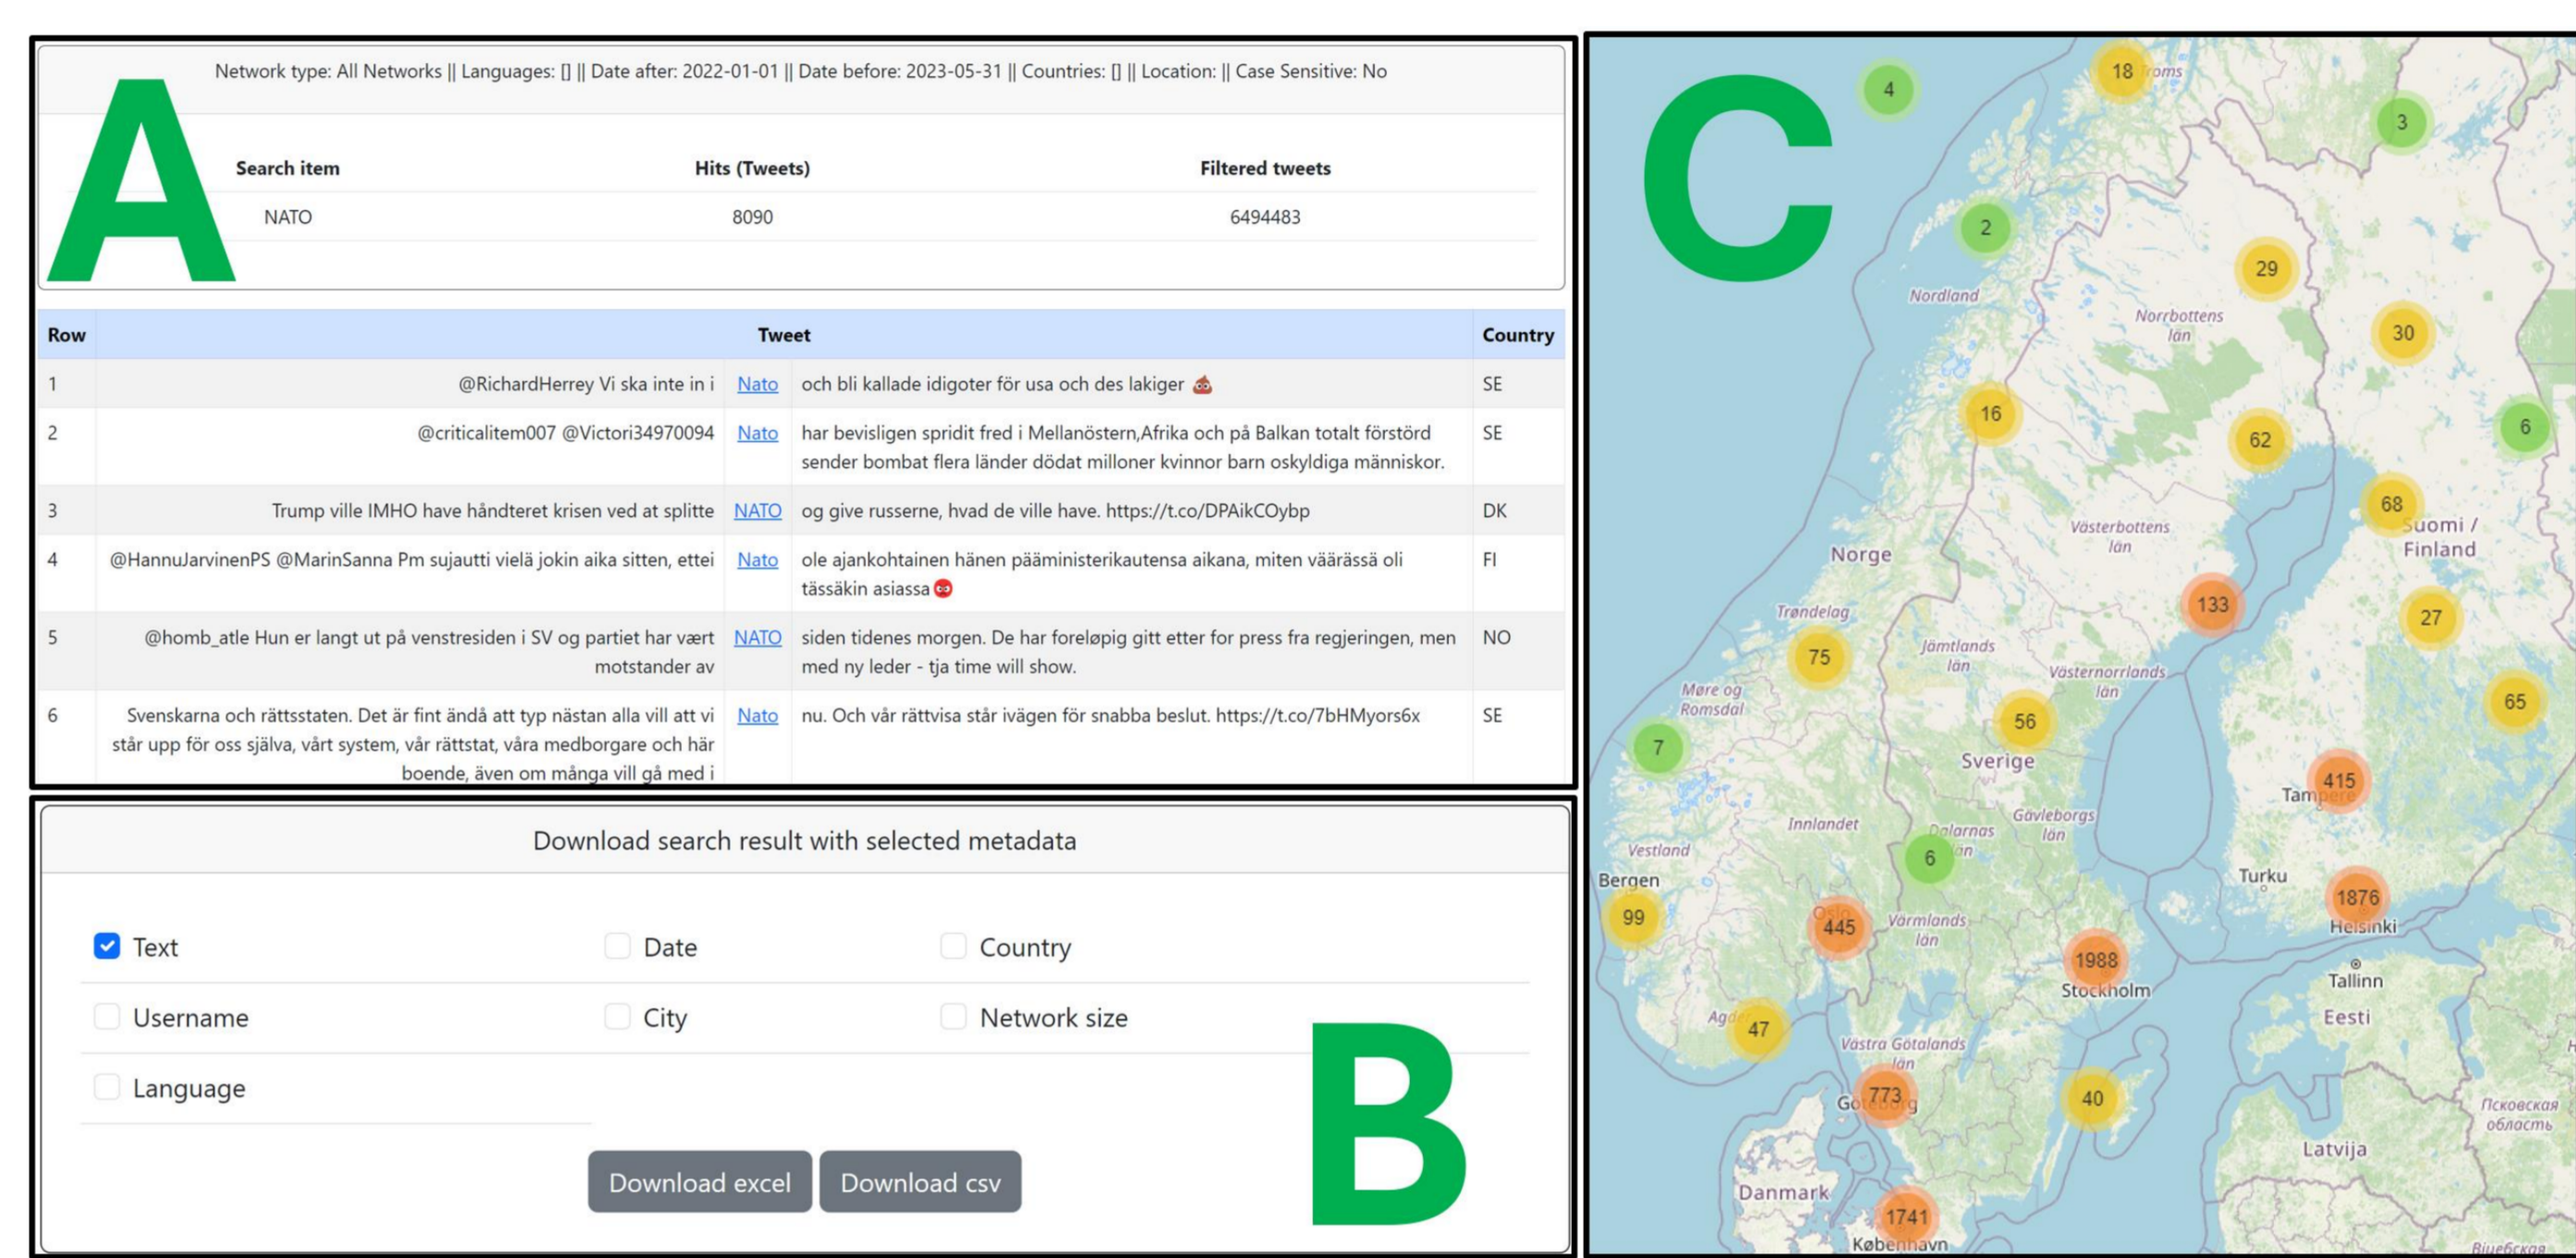 A
Network type: All Networks || Languages: [] || Date after: 2022-01-01 || Date before: 2023-05-31 || Countries: [] || Location: || Case Sensitive: No
Search item Hits (Tweets) Filtered tweets
NATO 8090 6494483
Row Tweet Country
1 @RichardHerrey Vi ska inte in i Nato och bli kallade idigoter för usa och des lakiger 💩 SE
2 @criticalitem007 @Victori34970094 Nato har bevisligen spridit fred i Mellanöstern,Afrika och på Balkan totalt förstörd SE
sender bombat flera länder dödat milloner kvinnor barn oskyldiga människor.
3 Trump ville IMHO have håndteret krisen ved at splitte NATO og give russerne, hvad de ville have. https://t.co/DPAikCOybp DK
4 @HannuJarvinenPS @MarinSanna Pm sujautti vielä jokin aika sitten, ettei Nato ole ajankohtainen hänen pääministerikautensa aikana, miten väärässä oli FI
tässäkin asiassa😡
5 @homb_atle Hun er langt ut på venstresiden i SV og partiet har vært NATO siden tidenes morgen. De har foreløpig gitt etter for press fra regjeringen, men NO
motstander av med ny leder - tja time will show.
6 Svenskarna och rättsstaten. Det är fint ändå att typ nästan alla vill att vi Nato nu. Och vår rättvisa står ivägen för snabba beslut. https://t.co/7bHMyors6x SE
står upp för oss själva, vårt system, vår rättstat, våra medborgare och här
boende, även om många vill gå med i
Download search result with selected metadata
Text Date Country
Username City Network size
Language
B
Download excel Download csv
C
18
Troms
4
3
2
29
Nordland
Norrbottens
län
30
16
6
62
68
Västerbottens
län
Suomi /
Finland
Norge
133
Trøndelag
27
75
Jämtlands
län
Västernorrlands
län
Møre og
Romsdal
65
56
7
Sverige
415
Tampere
Gävleborgs
län
Innlandet
Dalarnas
län
6
Vestland
Bergen
Turku
1876
Helsinki
99
Oslo
445
Värmlands
län
1988
Stockholm
Tallinn
Eesti
Agder
47
Västra Götalands
län
773
Göteborg
40
Псковская
область
Latvija
Danmark
1741
København